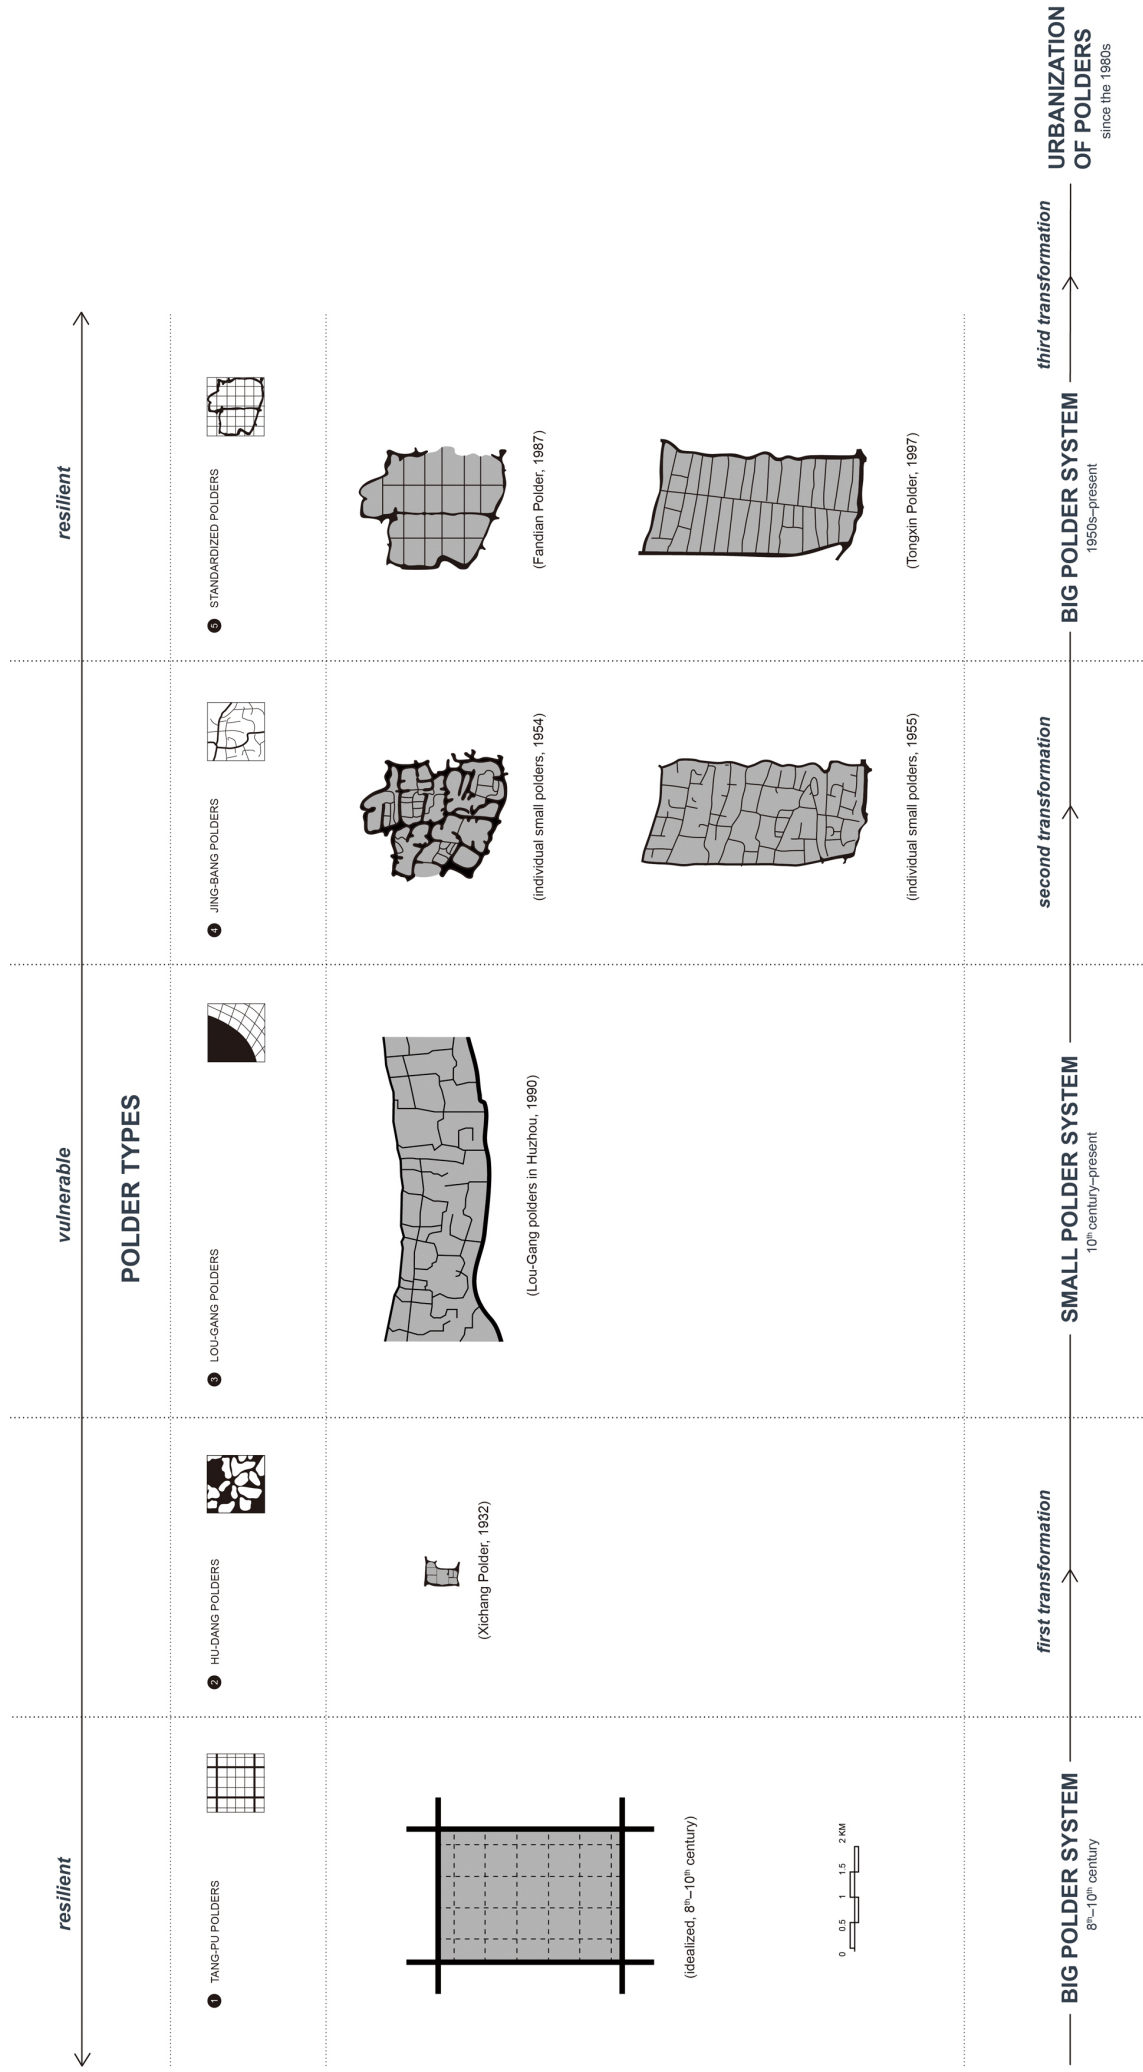 resilient
vulnerable
resilient
POLDER TYPES
1 TANG-PU POLDERS
2 HU-DANG POLDERS
3 LOU-GANG POLDERS
4 JING-BANG POLDERS
5 STANDARDIZED POLDERS
(idealized, 8th–10th century)
(Xichang Polder, 1932)
(Lou-Gang polders in Huzhou, 1990)
(individual small polders, 1954)
(Fandian Polder, 1987)
(individual small polders, 1955)
(Tongxin Polder, 1997)
0 0.5 1 1.5 2 KM
first transformation
second transformation
third transformation
BIG POLDER SYSTEM
8th–10th century
SMALL POLDER SYSTEM
10th century–present
BIG POLDER SYSTEM
1950s–present
URBANIZATION
OF POLDERS
since the 1980s